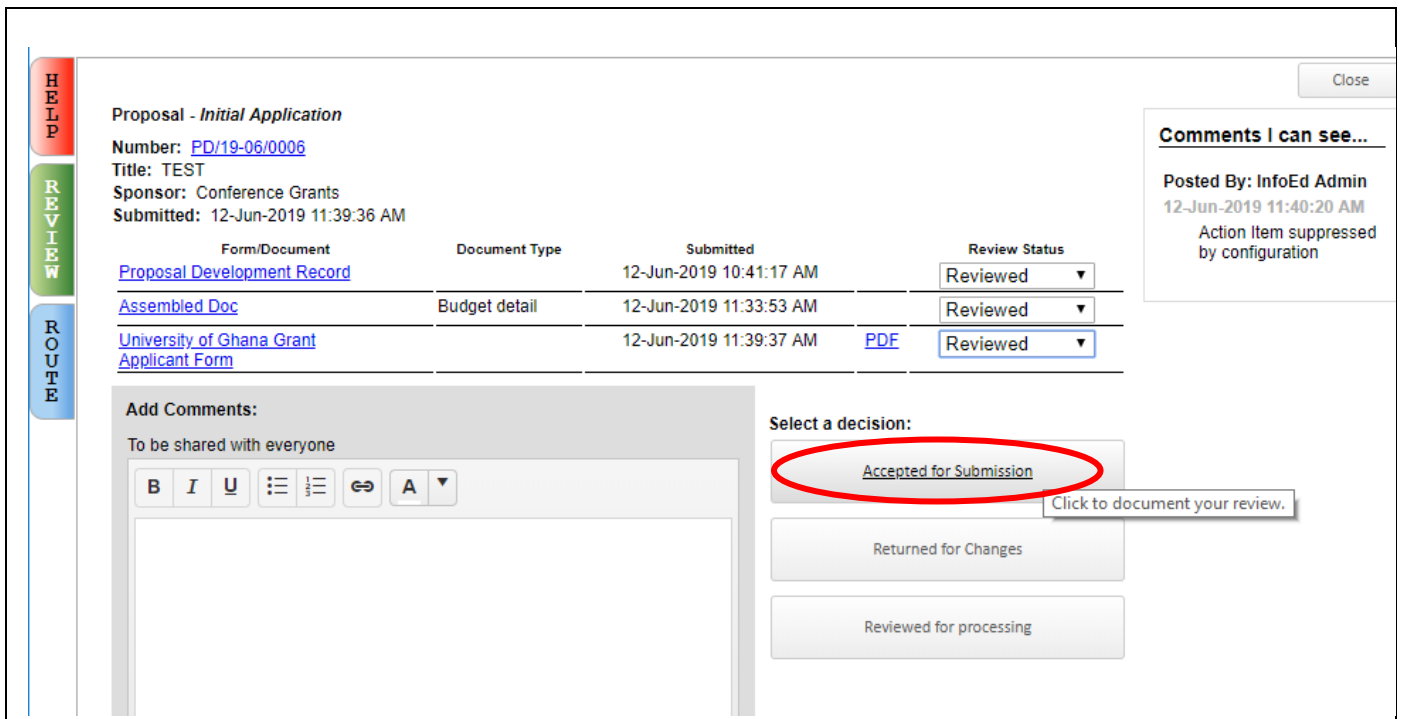 HELP
REVIEW
ROUTE
Close
Proposal - Initial Application
Number: PD/19-06/0006
Title: TEST
Sponsor: Conference Grants
Submitted: 12-Jun-2019 11:39:36 AM
Form/Document Document Type Submitted Review Status
Proposal Development Record 12-Jun-2019 10:41:17 AM Reviewed
Assembled Doc Budget detail 12-Jun-2019 11:33:53 AM Reviewed
University of Ghana Grant 12-Jun-2019 11:39:37 AM PDF Reviewed
Applicant Form
Comments I can see...
Posted By: InfoEd Admin
12-Jun-2019 11:40:20 AM
Action Item suppressed
by configuration
Add Comments:
To be shared with everyone
B I U A
Select a decision:
Accepted for Submission
Click to document your review.
Returned for Changes
Reviewed for processing